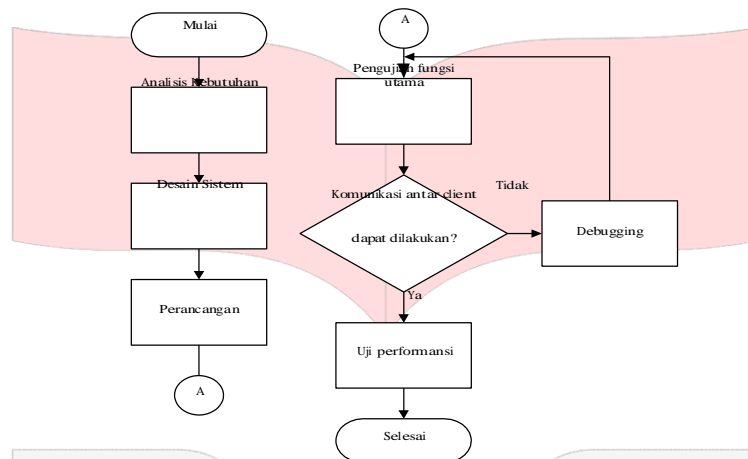 Mulai
Analisis Kebutuhan
Desain Sistem
Perancangan
A
A
Pengujian fungsi
utama
Komunikasi antar client
dapat dilakukan?
Tidak
Debugging
Ya
Uji performansi
Selesai